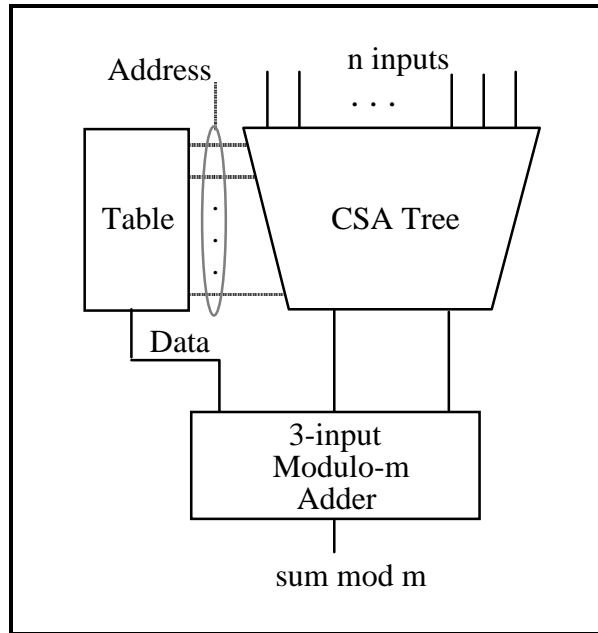 Address
n inputs
. . .
Table
CSA Tree
.
.
.
Data
3-input
Modulo-m
Adder
sum mod m